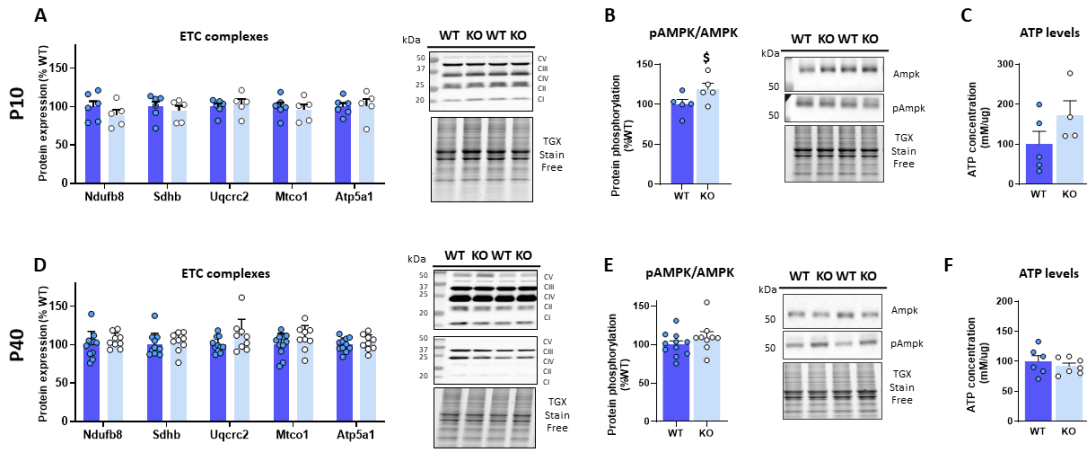 A
ETC complexes
P10
Protein expression (% WT)
150
100
50
0
Ndufb8 Sdhb Uqcrc2 Mtco1 Atp5a1
kDa
WT KO WT KO
50
37
25
20
CV
CIII
CIV
CII
CI
TGX
Stain
Free
B
pAMPK/AMPK
$
Protein phosphorylation
(%WT)
150
100
50
0
WT KO
kDa
WT KO WT KO
50
Ampk
50
pAmpk
TGX
Stain
Free
C
ATP levels
ATP concentration
(mM/ug)
300
200
100
0
WT KO
D
ETC complexes
P40
Protein expression (% WT)
150
100
50
0
Ndufb8 Sdhb Uqcrc2 Mtco1 Atp5a1
kDa
WT KO WT KO
50
37
25
20
CV
CIII
CIV
CII
CI
50
37
25
20
CV
CIII
CIV
CII
CI
TGX
Stain
Free
E
pAMPK/AMPK
Protein phosphorylation
(%WT)
150
100
50
0
WT KO
kDa
WT KO WT KO
50
Ampk
50
pAmpk
TGX
Stain
Free
F
ATP levels
ATP concentration
(mM/ug)
200
150
100
50
0
WT KO